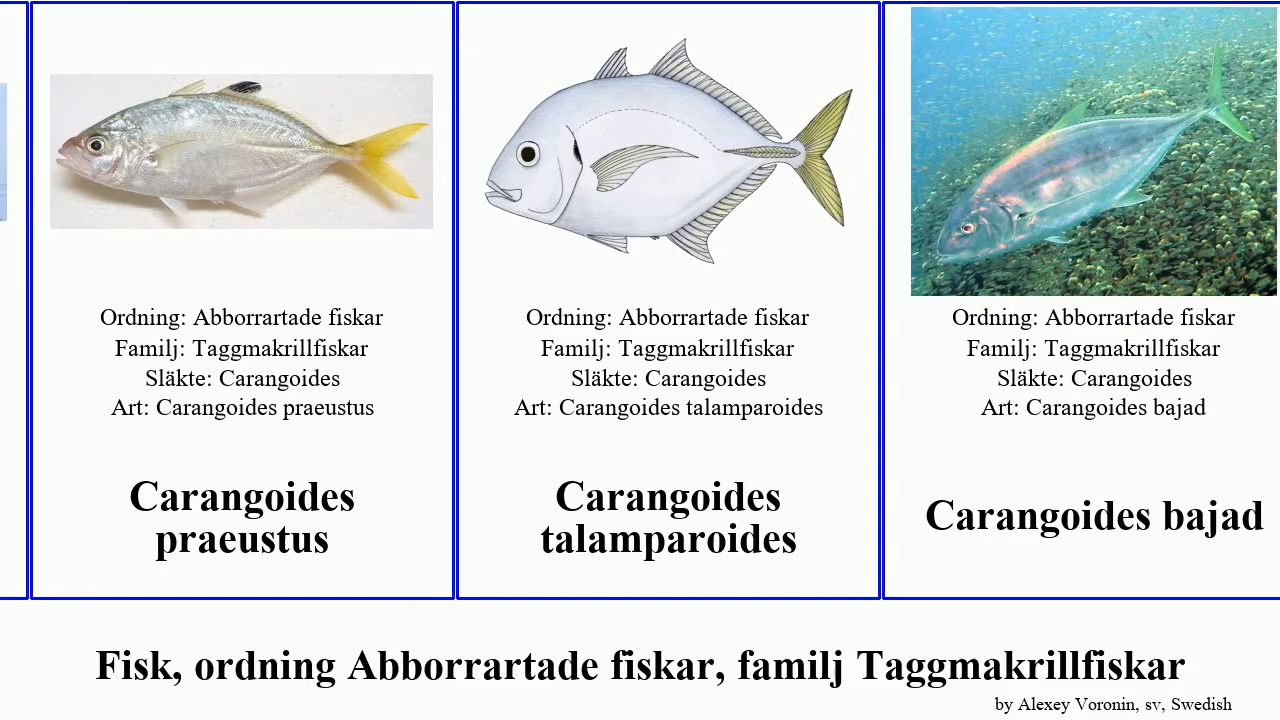 Ordning: Abborrartade fiskar
Familj: Taggmakrillfiskar
Släkte: Carangoides
Art: Carangoides praeustus
Carangoides
praeustus
Ordning: Abborrartade fiskar
Familj: Taggmakrillfiskar
Släkte: Carangoides
Art: Carangoides talamparoides
Carangoides
talamparoides
Ordning: Abborrartade fiskar
Familj: Taggmakrillfiskar
Släkte: Carangoides
Art: Carangoides bajad
Carangoides bajad
Fisk, ordning Abborrartade fiskar, familj Taggmakrillfiskar
by Alexey Voronin, sv, Swedish